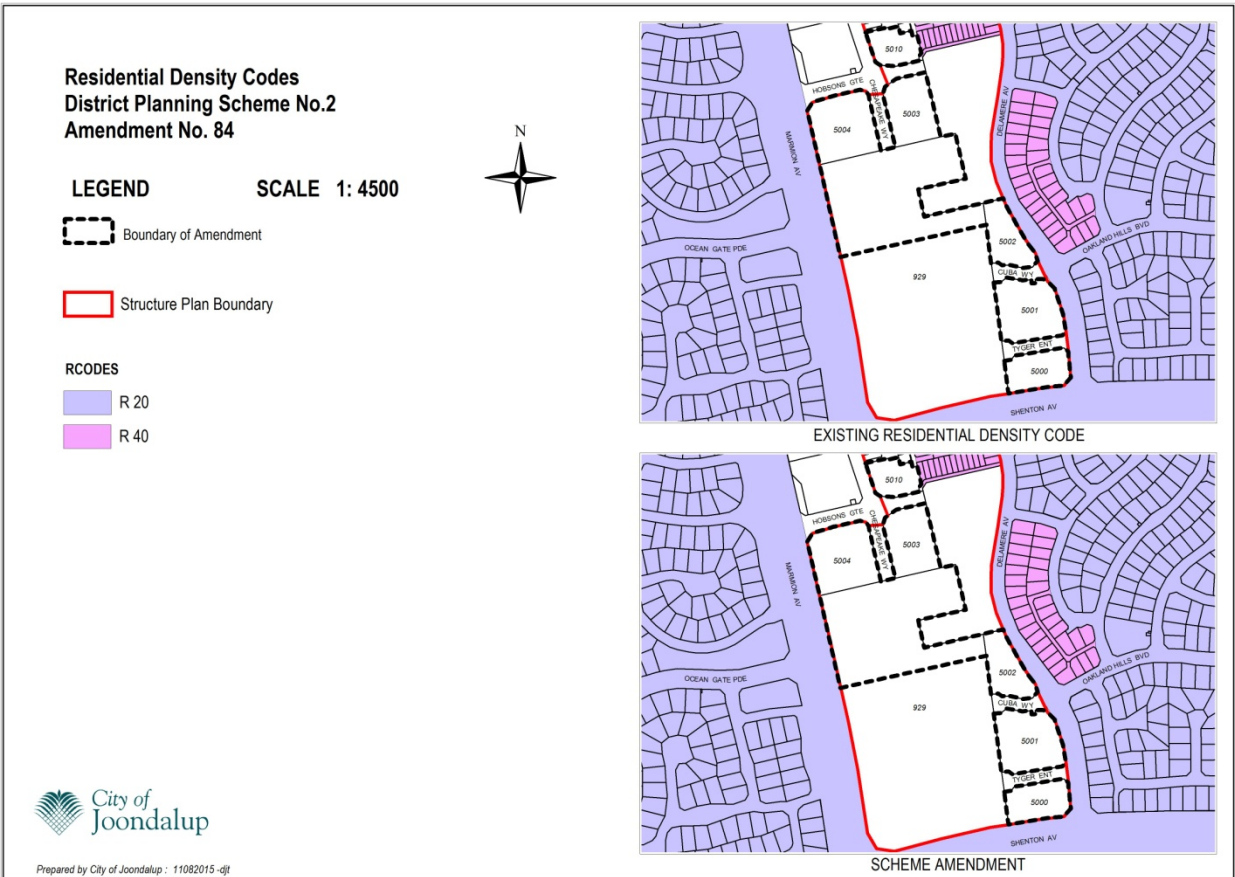 Residential Density Codes
District Planning Scheme No.2
Amendment No. 84
N
LEGEND
SCALE 1: 4500
Boundary of Amendment
Structure Plan Boundary
RCODES
R 20
R 40
City of
Joondalup
Prepared by City of Joondalup : 11082015 -djt
5010
HOBSONS GTE
CHESAPEAKE WY
5004
5003
MARMION AV
DELAMERE AV
OCEAN GATE PDE
5002
OAKLAND HILLS BVD
CUBA WY
929
5001
TYGER ENT
5000
SHENTON AV
EXISTING RESIDENTIAL DENSITY CODE
5010
HOBSONS GTE
CHESAPEAKE WY
5004
5003
MARMION AV
DELAMERE AV
OCEAN GATE PDE
5002
OAKLAND HILLS BVD
CUBA WY
929
5001
TYGER ENT
5000
SHENTON AV
SCHEME AMENDMENT